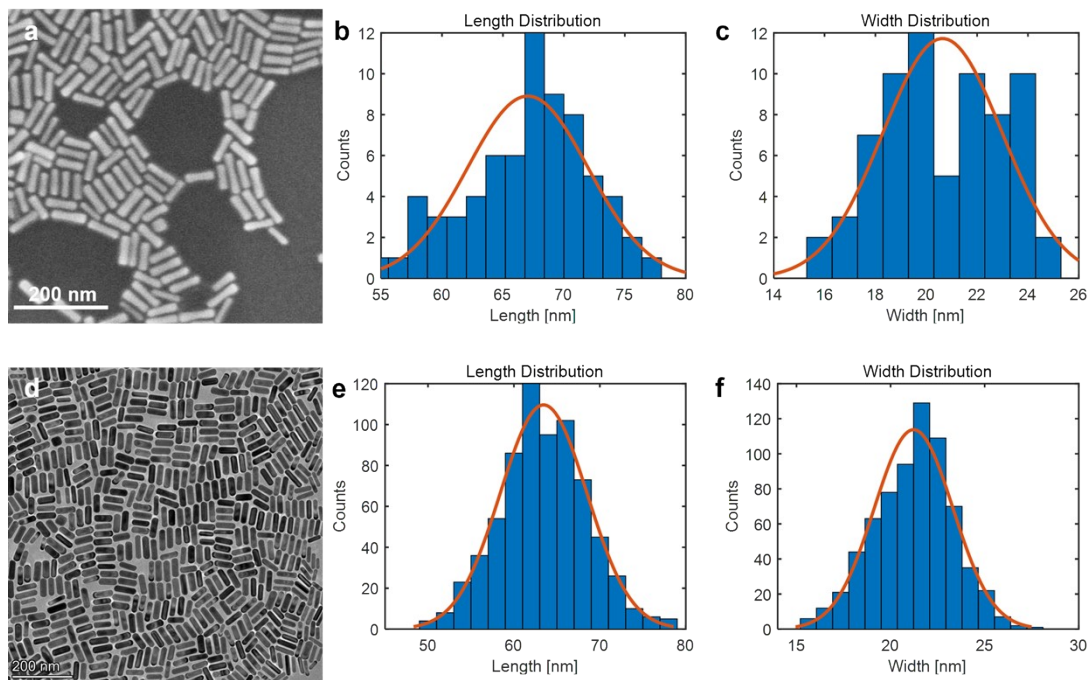 a
200 nm
b
Length Distribution
Counts
12
10
8
6
4
2
0
55 60 65 70 75 80
Length [nm]
c
Width Distribution
Counts
12
10
8
6
4
2
0
14 16 18 20 22 24 26
Width [nm]
d
200 nm
e
Length Distribution
Counts
120
100
80
60
40
20
0
50 60 70 80
Length [nm]
f
Width Distribution
Counts
140
120
100
80
60
40
20
0
14 15 20 25 30
Width [nm]